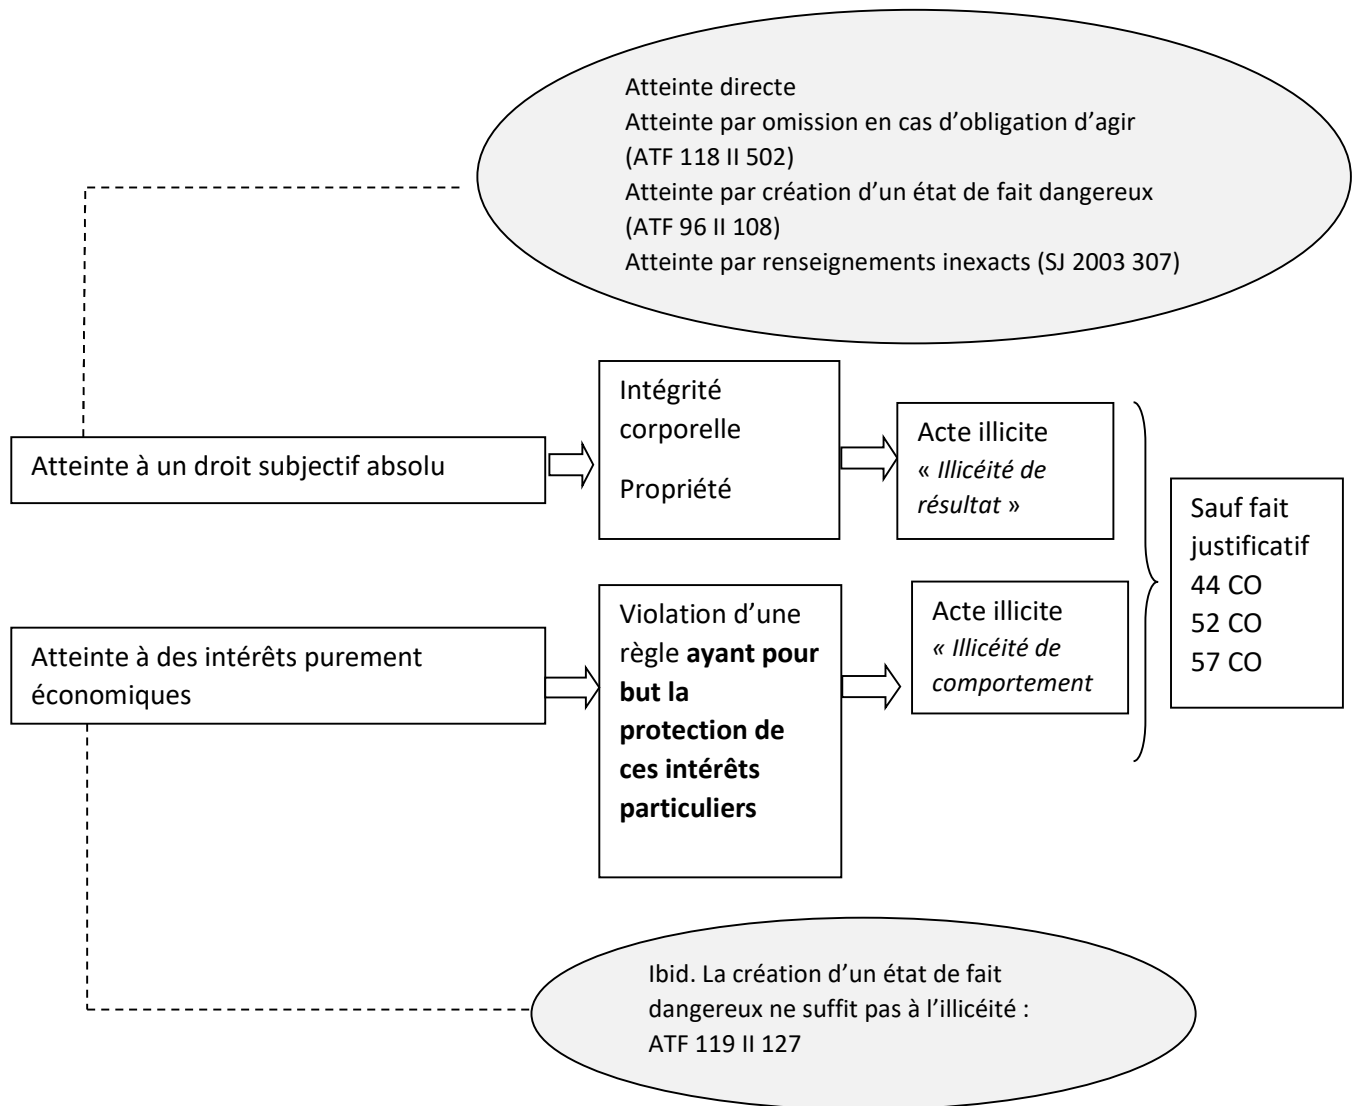 Atteinte directe
Atteinte par omission en cas d’obligation d’agir
(ATF 118 II 502)
Atteinte par création d’un état de fait dangereux
(ATF 96 II 108)
Atteinte par renseignements inexacts (SJ 2003 307)
Atteinte à un droit subjectif absolu
Intégrité
corporelle
Propriété
Acte illicite
« Illicéité de
résultat »
Sauf fait
justificatif
44 CO
52 CO
57 CO
Atteinte à des intérêts purement
économiques
Violation d’une
règle ayant pour
but la
protection de
ces intérêts
particuliers
Acte illicite
« Illicéité de
comportement
Ibid. La création d’un état de fait
dangereux ne suffit pas à l’illicéité :
ATF 119 II 127